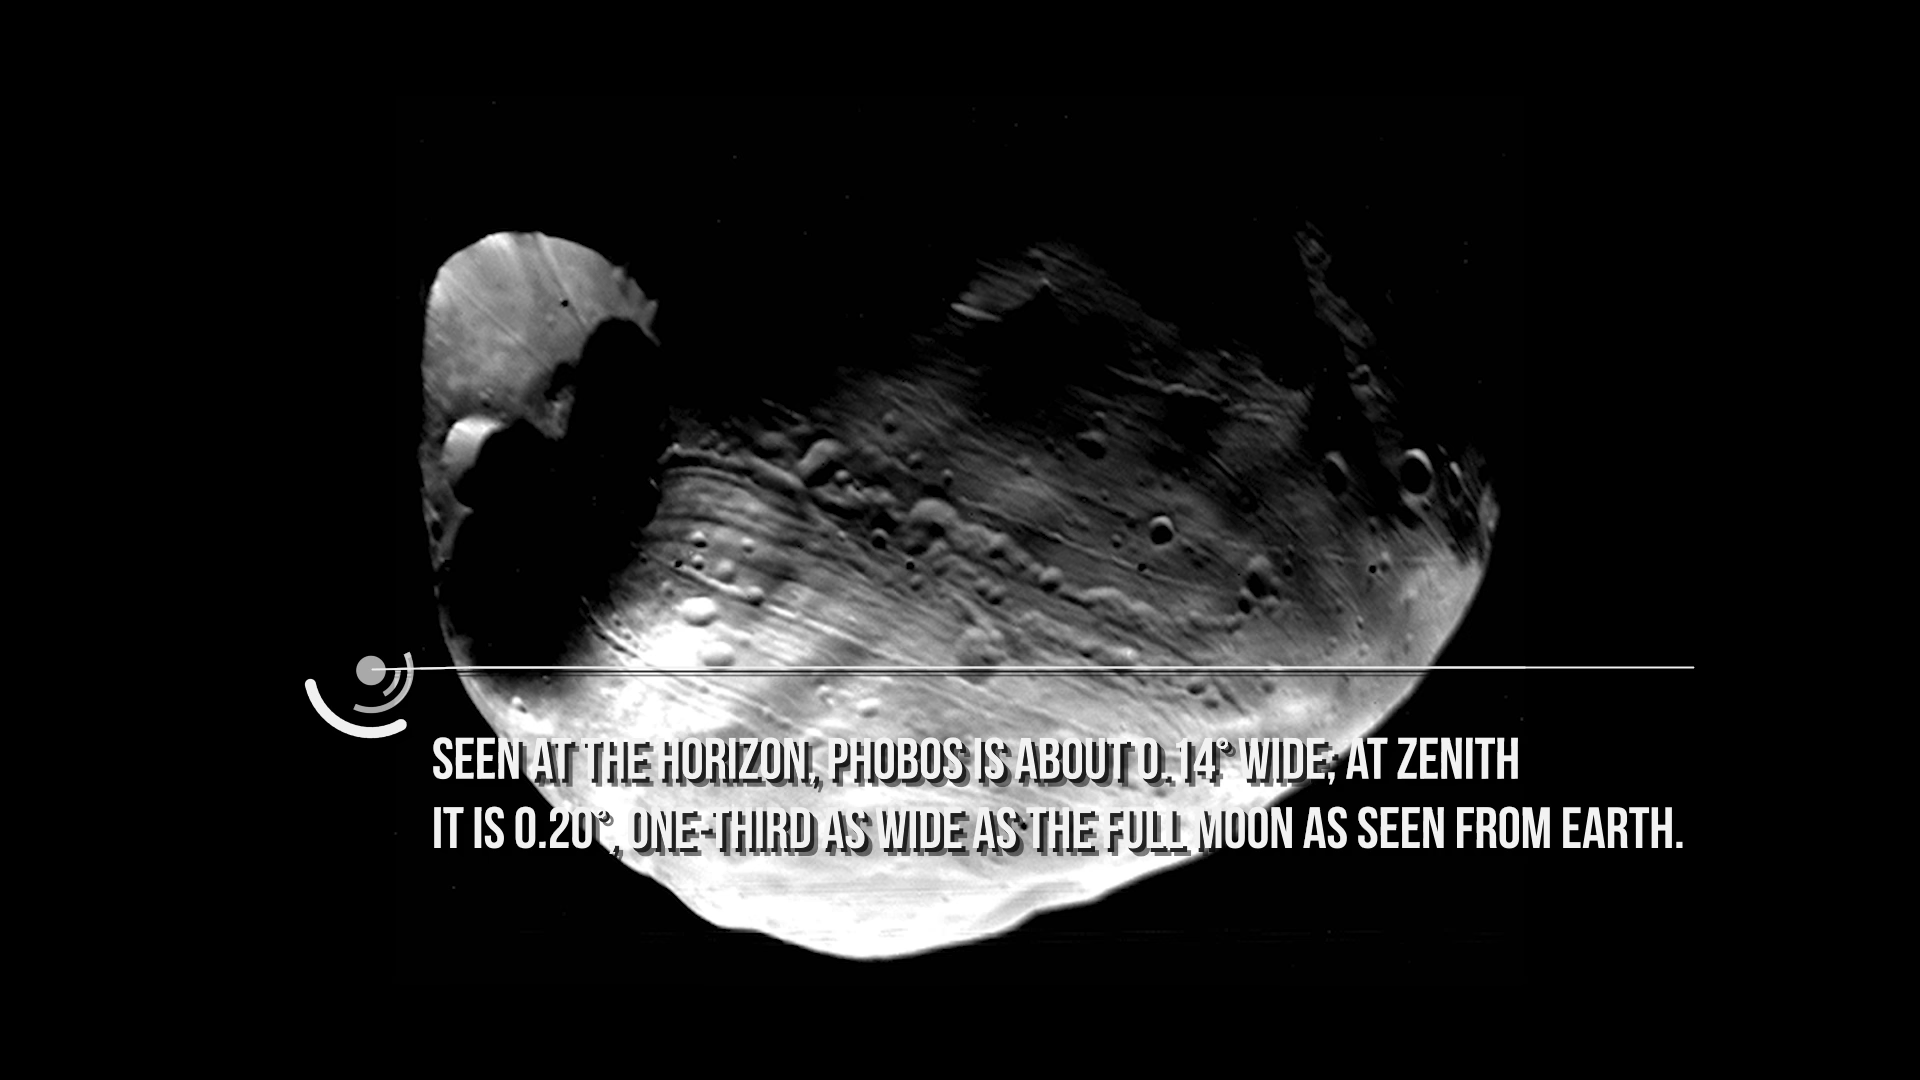 SEEN AT THE HORIZON, PHOBOS IS ABOUT 0.14° WIDE; AT ZENITH
IT IS 0.20°, ONE-THIRD AS WIDE AS THE FULL MOON AS SEEN FROM EARTH.